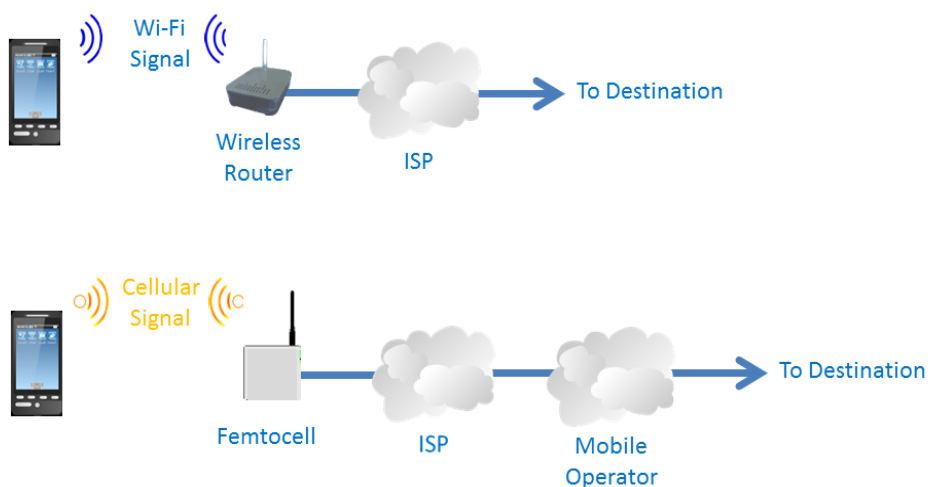 Wi-Fi
Signal
To Destination
Wireless
Router
ISP
Cellular
Signal
To Destination
Femtocell
ISP
Mobile
Operator